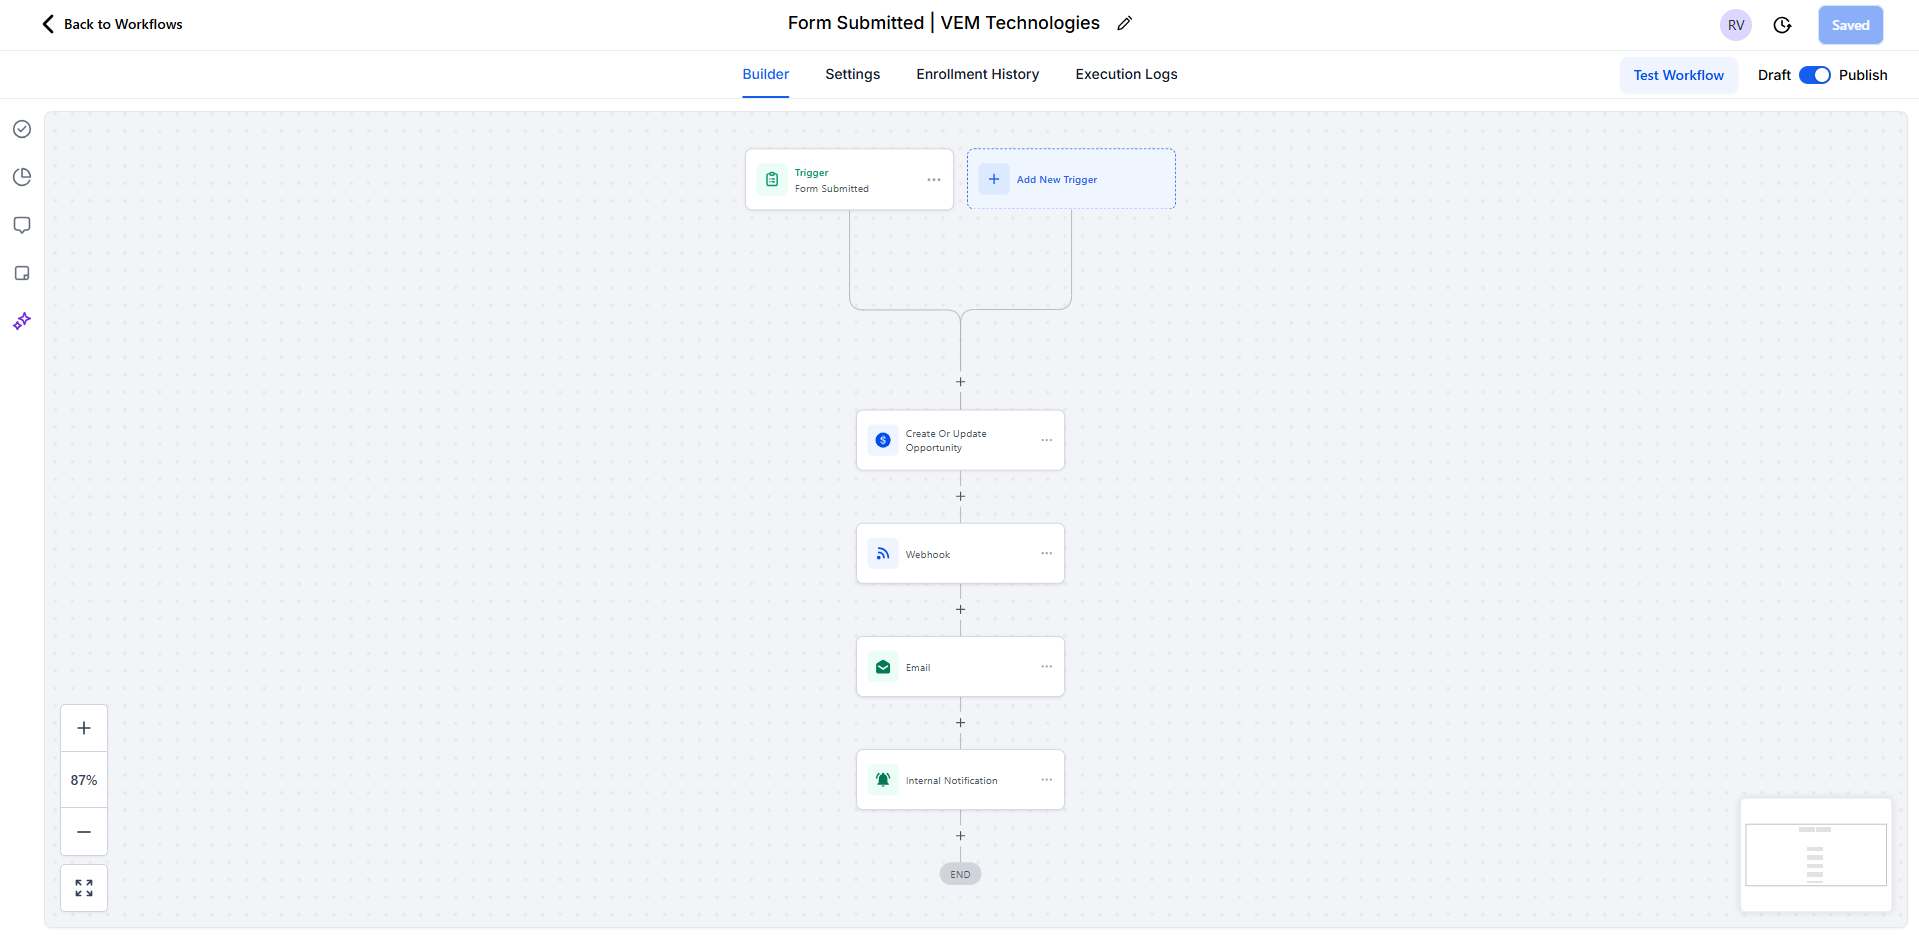 Back to Workflows
Form Submitted | VEM Technologies
RV
Saved
Builder
Settings
Enrollment History
Execution Logs
Test Workflow
Draft
Publish
Trigger
Form Submitted
Add New Trigger
Create Or Update
Opportunity
Webhook
Email
Internal Notification
END
87%